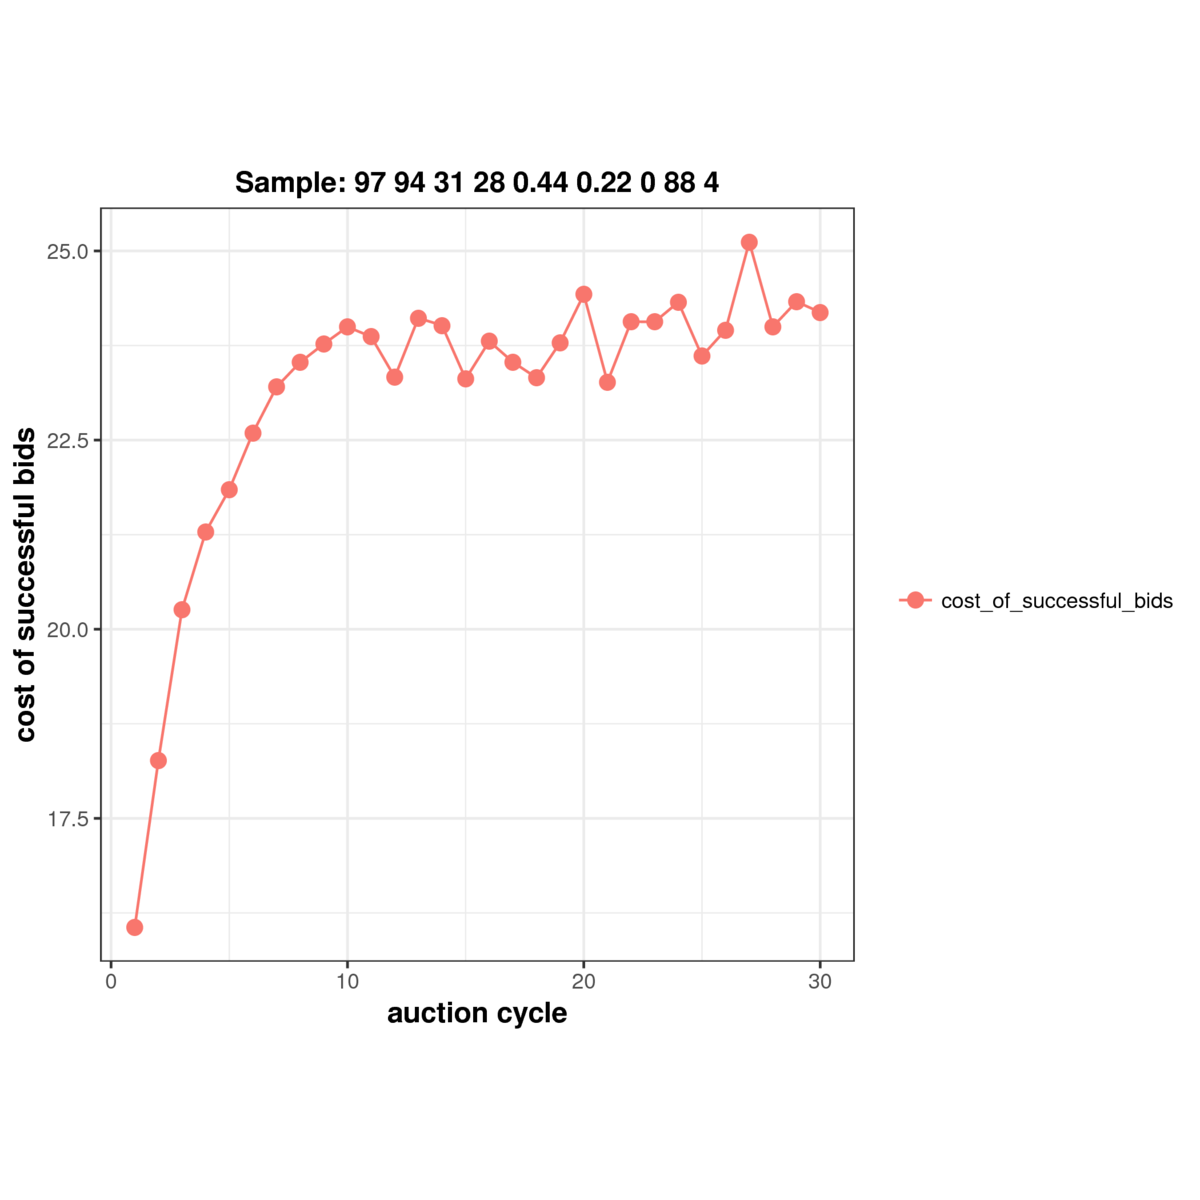 Sample: 97 94 31 28 0.44 0.22 0 88 4
25.0
22.5
20.0
17.5
cost of successful bids
0 10 20 30
auction cycle
cost_of_successful_bids